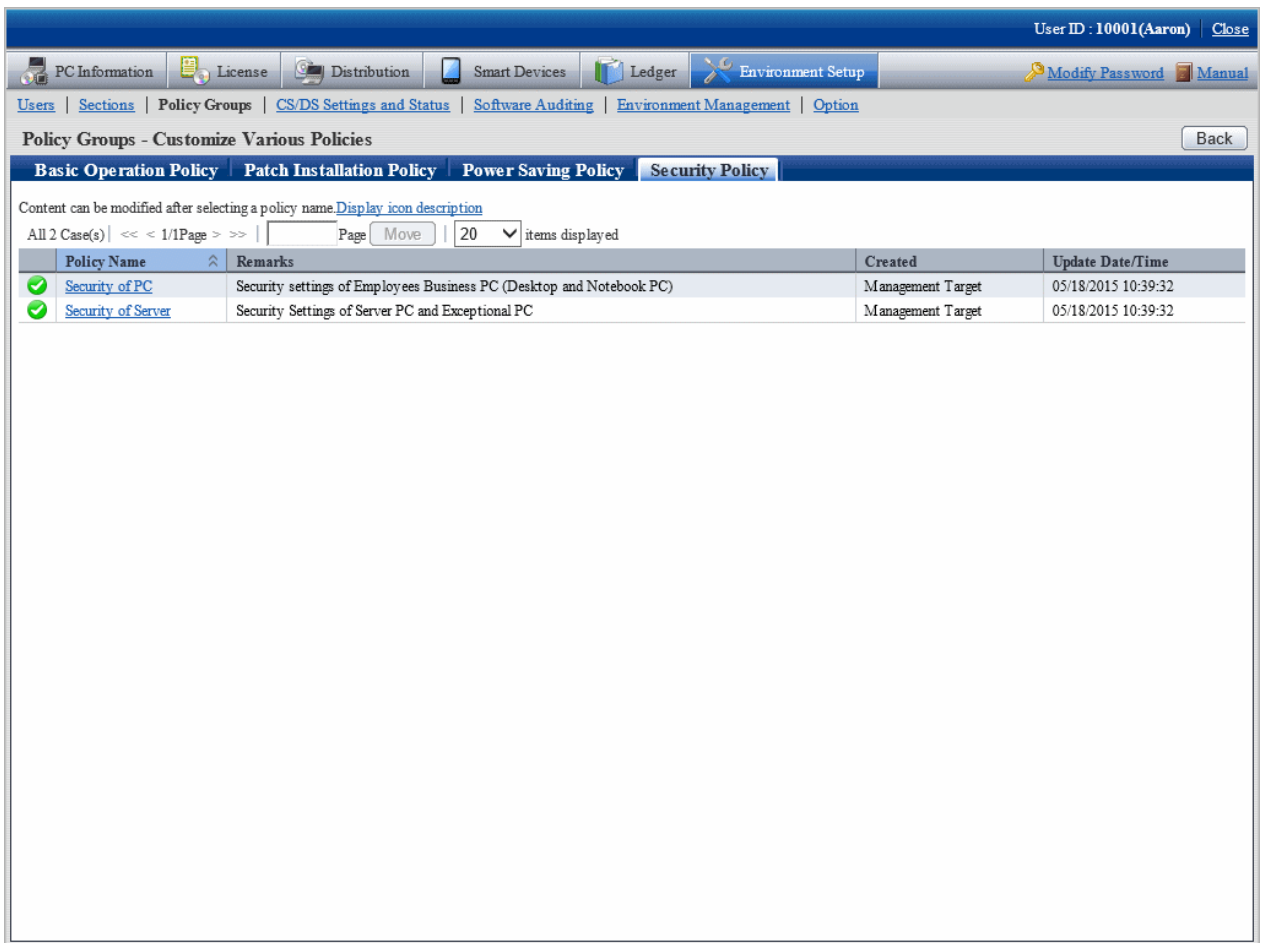 User ID : 10001(Aaron) Close
PC Information License Distribution Smart Devices Ledger Environment Setup Modify Password Manual
Users | Sections | Policy Groups | CS/DS Settings and Status | Software Auditing | Environment Management | Option
Policy Groups - Customize Various Policies Back
Basic Operation Policy Patch Installation Policy Power Saving Policy Security Policy
Content can be modified after selecting a policy name.Display icon description
All 2 Case(s) | << < 1/1Page > >> | Page Move | 20 items displayed
Policy Name Remarks Created Update Date/Time
Security of PC Security settings of Employees Business PC (Desktop and Notebook PC) Management Target 05/18/2015 10:39:32
Security of Server Security Settings of Server PC and Exceptional PC Management Target 05/18/2015 10:39:32